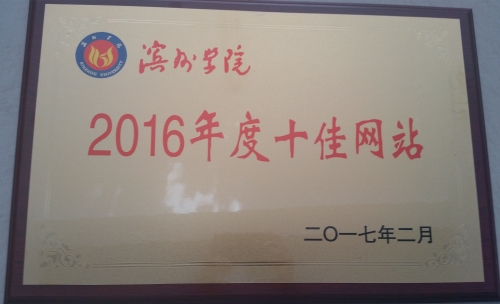 滨州学院
2016年度十佳网站
二〇一七年二月